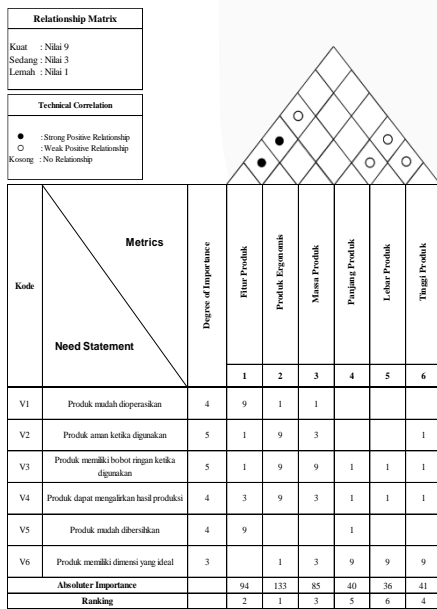 Relationship Matrix
Kuat : Nilai 9
Sedang : Nilai 3
Lemah : Nilai 1
Technical Correlation
● : Strong Positive Relationship
○ : Weak Positive Relationship
Kosong : No Relationship
Kode
Metrics
Need Statement
Degree of Importance
Fitur Produk
Produk Ergonomis
Massa Produk
Panjang Produk
Lebar Produk
Tinggi Produk
1 2 3 4 5 6
V1 Produk mudah dioperasikan 4 9 1 1
V2 Produk aman ketika digunakan 5 1 9 3 1
V3 Produk memiliki bobot ringan ketika
digunakan 5 1 9 9 1 1 1
V4 Produk dapat mengalirkan hasil produksi 4 3 9 3 1 1 1
V5 Produk mudah dibersihkan 4 9 1
V6 Produk memiliki dimensi yang ideal 3 1 3 9 9 9
Absoluter Importance 94 133 85 40 36 41
Ranking 2 1 3 5 6 4